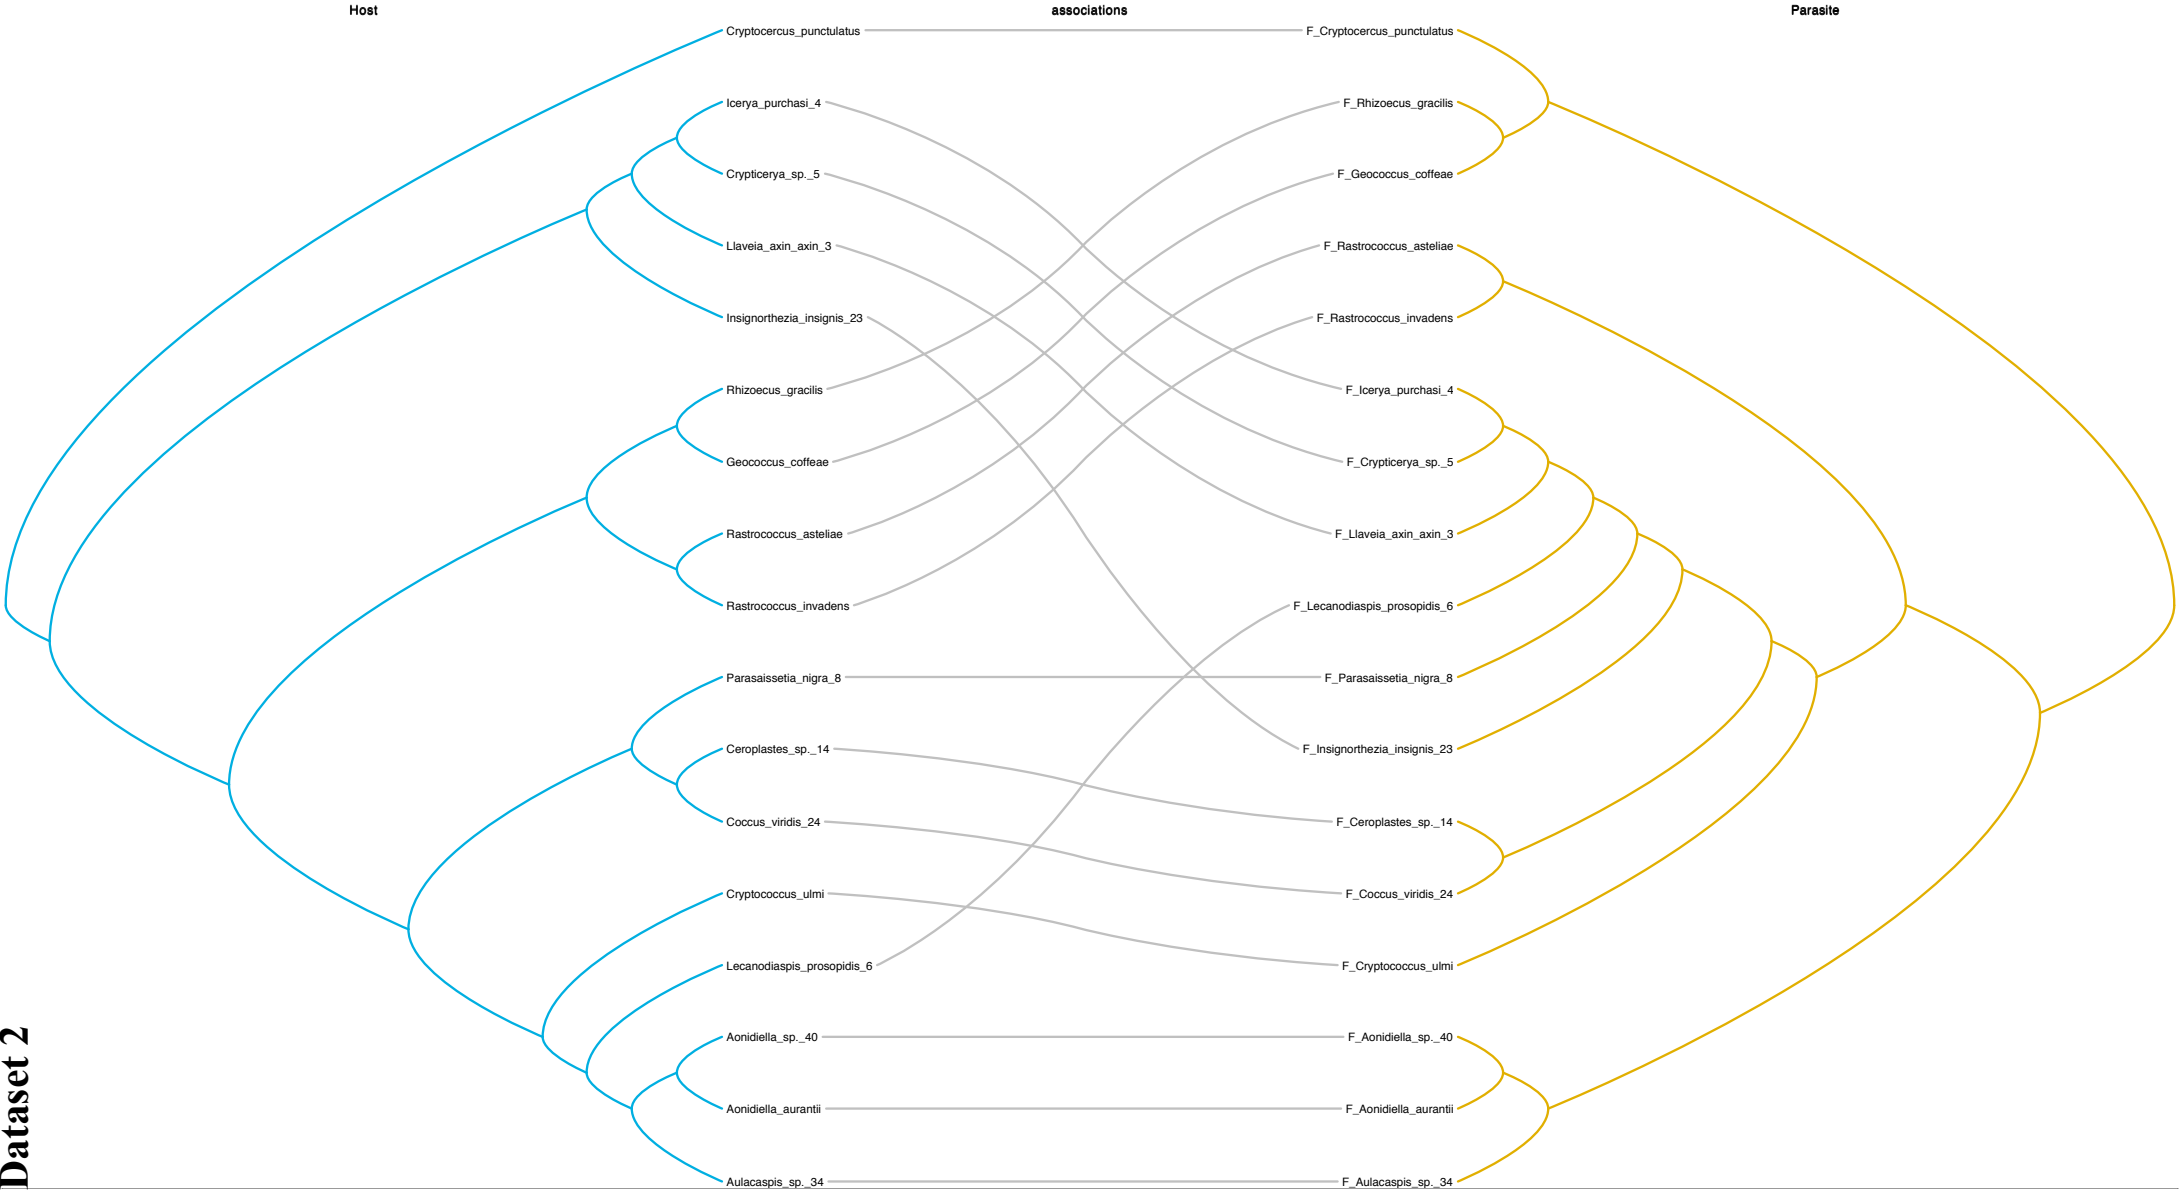 Host associations Parasite
Cryptocercus_punctulatus F_Cryptocercus_punctulatus
Icerya_purchasi_4 F_Rhizoecus_gracilis
Crypticerya_sp._5 F_Geococcus_coffeae
Llaveia_axin_axin_3 F_Rastrococcus_asteliae
Insignorthezia_insignis_23 F_Rastrococcus_invadens
Rhizoecus_gracilis F_Icerya_purchasi_4
Geococcus_coffeae F_Crypticerya_sp._5
Rastrococcus_asteliae F_Llaveia_axin_axin_3
Rastrococcus_invadens F_Lecanodiaspis_prosopidis_6
Parasaissetia_nigra_8 F_Parasaissetia_nigra_8
Ceroplastes_sp._14 F_Insignorthezia_insignis_23
Coccus_viridis_24 F_Ceroplastes_sp._14
Cryptococcus_ulmi F_Coccus_viridis_24
Lecanodiaspis_prosopidis_6 F_Cryptococcus_ulmi
Aonidiella_sp._40 F_Aonidiella_sp._40
Aonidiella_aurantii F_Aonidiella_aurantii
Aulacaspis_sp._34 F_Aulacaspis_sp._34
Dataset 2